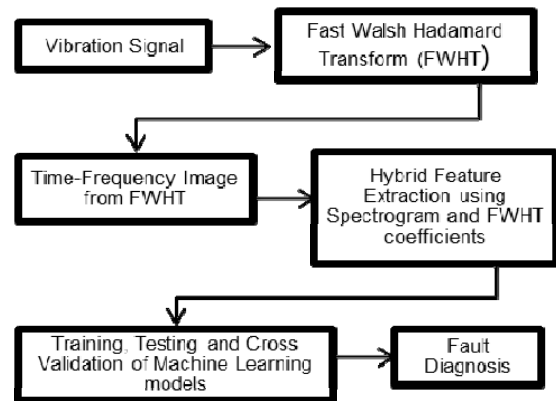 Vibration Signal
Fast Walsh Hadamard
Transform (FWHT)
Time-Frequency Image
from FWHT
Hybrid Feature
Extraction using
Spectrogram and FWHT
coefficients
Training, Testing and Cross
Validation of Machine Learning
models
Fault
Diagnosis